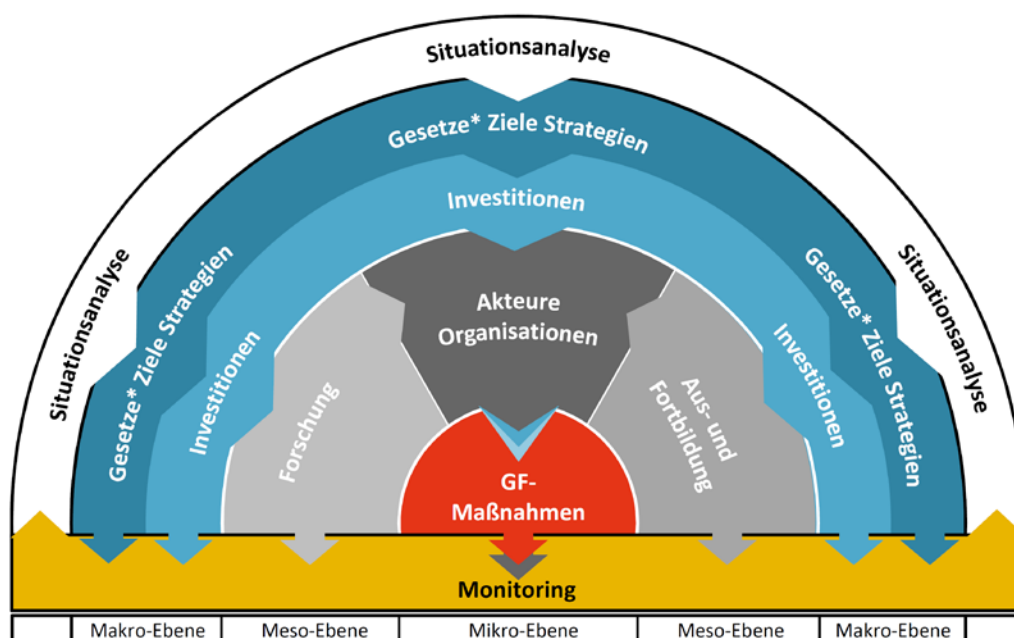 Situationsanalyse
Gesetze* Ziele Strategien
Investitionen
Situationsanalyse
Gesetze* Ziele Strategien
Investitionen
Forschung
Akteure
Organisationen
Aus- und
Fortbildung
Investitionen
Gesetze* Ziele Strategien
Situationsanalyse
GF-
Maßnahmen
Monitoring
Makro-Ebene
Meso-Ebene
Mikro-Ebene
Meso-Ebene
Makro-Ebene